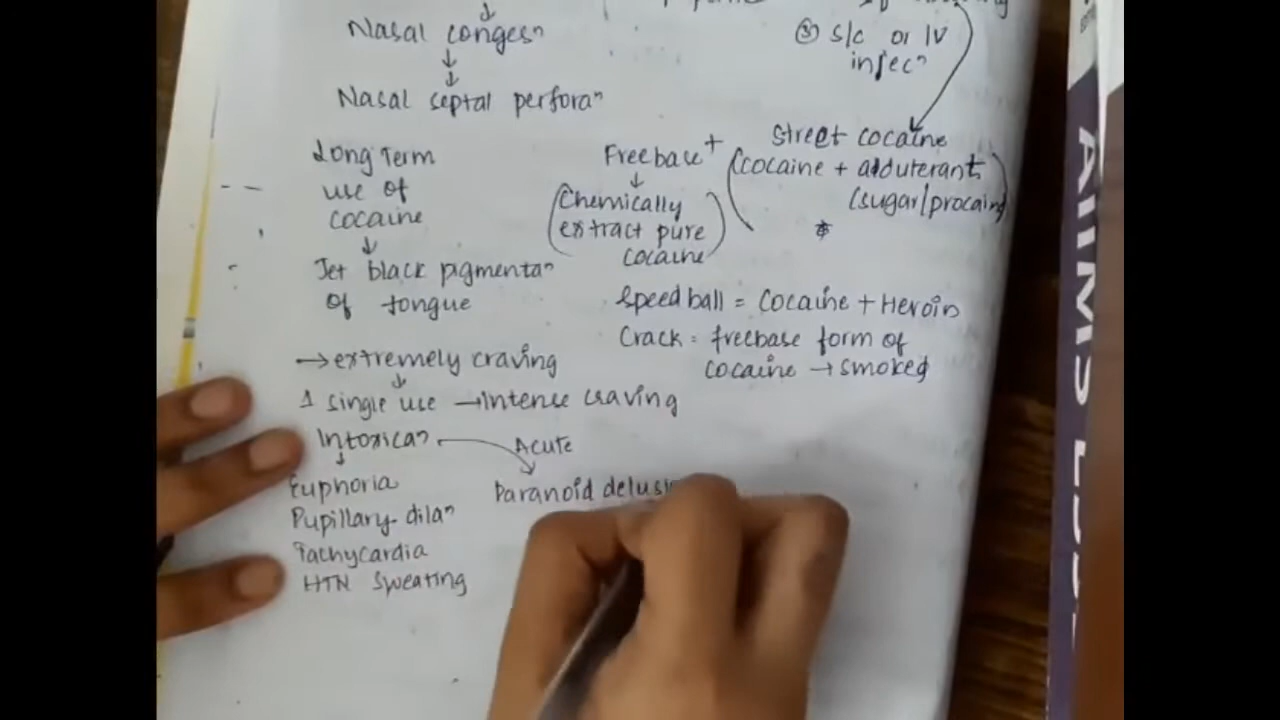 Nasal congesⁿ
↓
↓
Nasal septal perforaⁿ
Long Term
use of
cocaine
↓
Jet black pigmentaⁿ
of tongue
→ extremely craving
↓
1 single use → Intense craving
Intoxicaⁿ
↓
Euphoria
Pupillary dilaⁿ
Tachycardia
HTN Sweating
Acute
Paranoid delusi
③ S/c or IV
injecⁿ
Street cocaine
(cocaine + adduterant
(sugar/procain)
*
Freebase +
↓
(Chemically
extract pure
cocaine)
Speed ball = Cocaine + Heroin
Crack = freebase form of
cocaine → smoked
AIIMS